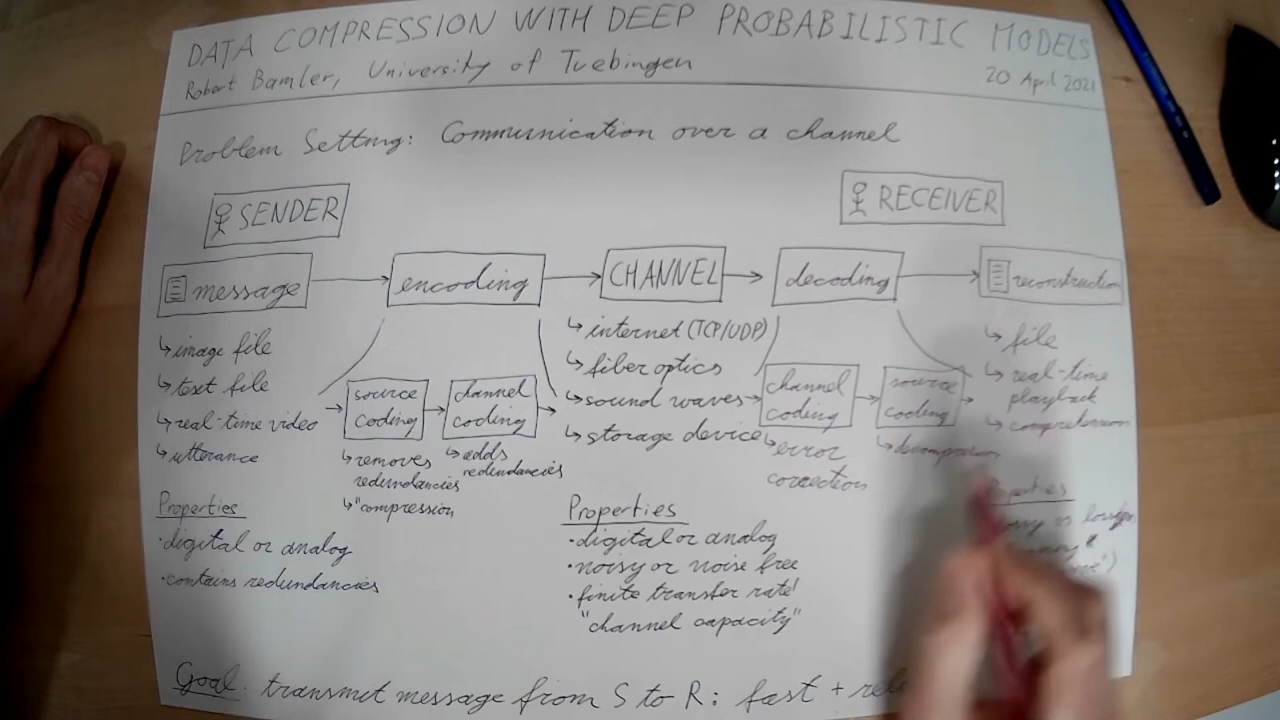 DATA COMPRESSION WITH DEEP PROBABILISTIC MODELS
Robert Bamler, University of Tuebingen
20 April 2021
Problem Setting: Communication over a channel
SENDER
RECEIVER
message
encoding
CHANNEL
decoding
reconstruction
↳ image file
↳ text file
↳ real-time video
↳ utterance
source
coding
channel
coding
↳ removes
redundancies
↳ "compression
↳ adds
redundancies
↳ internet (TCP/UDP)
↳ fiber optics
↳ sound waves
↳ storage device
channel
coding
source
coding
↳ error
correction
↳ decompression
↳ file
↳ real-time
playback
↳ comprehension
Properties
· digital or analog
· contains redundancies
Properties
· digital or analog
· noisy or noise free
· finite transfer rate
"channel capacity"
Properties
Goal: transmit message from S to R: fast +